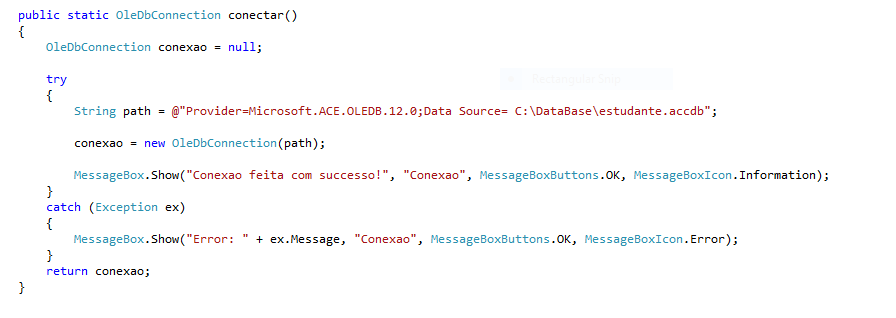 public static OleDbConnection conectar()
{
OleDbConnection conexao = null;
try
{
String path = @"Provider=Microsoft.ACE.OLEDB.12.0;Data Source= C:\DataBase\estudante.accdb";
conexao = new OleDbConnection(path);
MessageBox.Show("Conexao feita com successo!", "Conexao", MessageBoxButtons.OK, MessageBoxIcon.Information);
}
catch (Exception ex)
{
MessageBox.Show("Error: " + ex.Message, "Conexao", MessageBoxButtons.OK, MessageBoxIcon.Error);
}
return conexao;
}